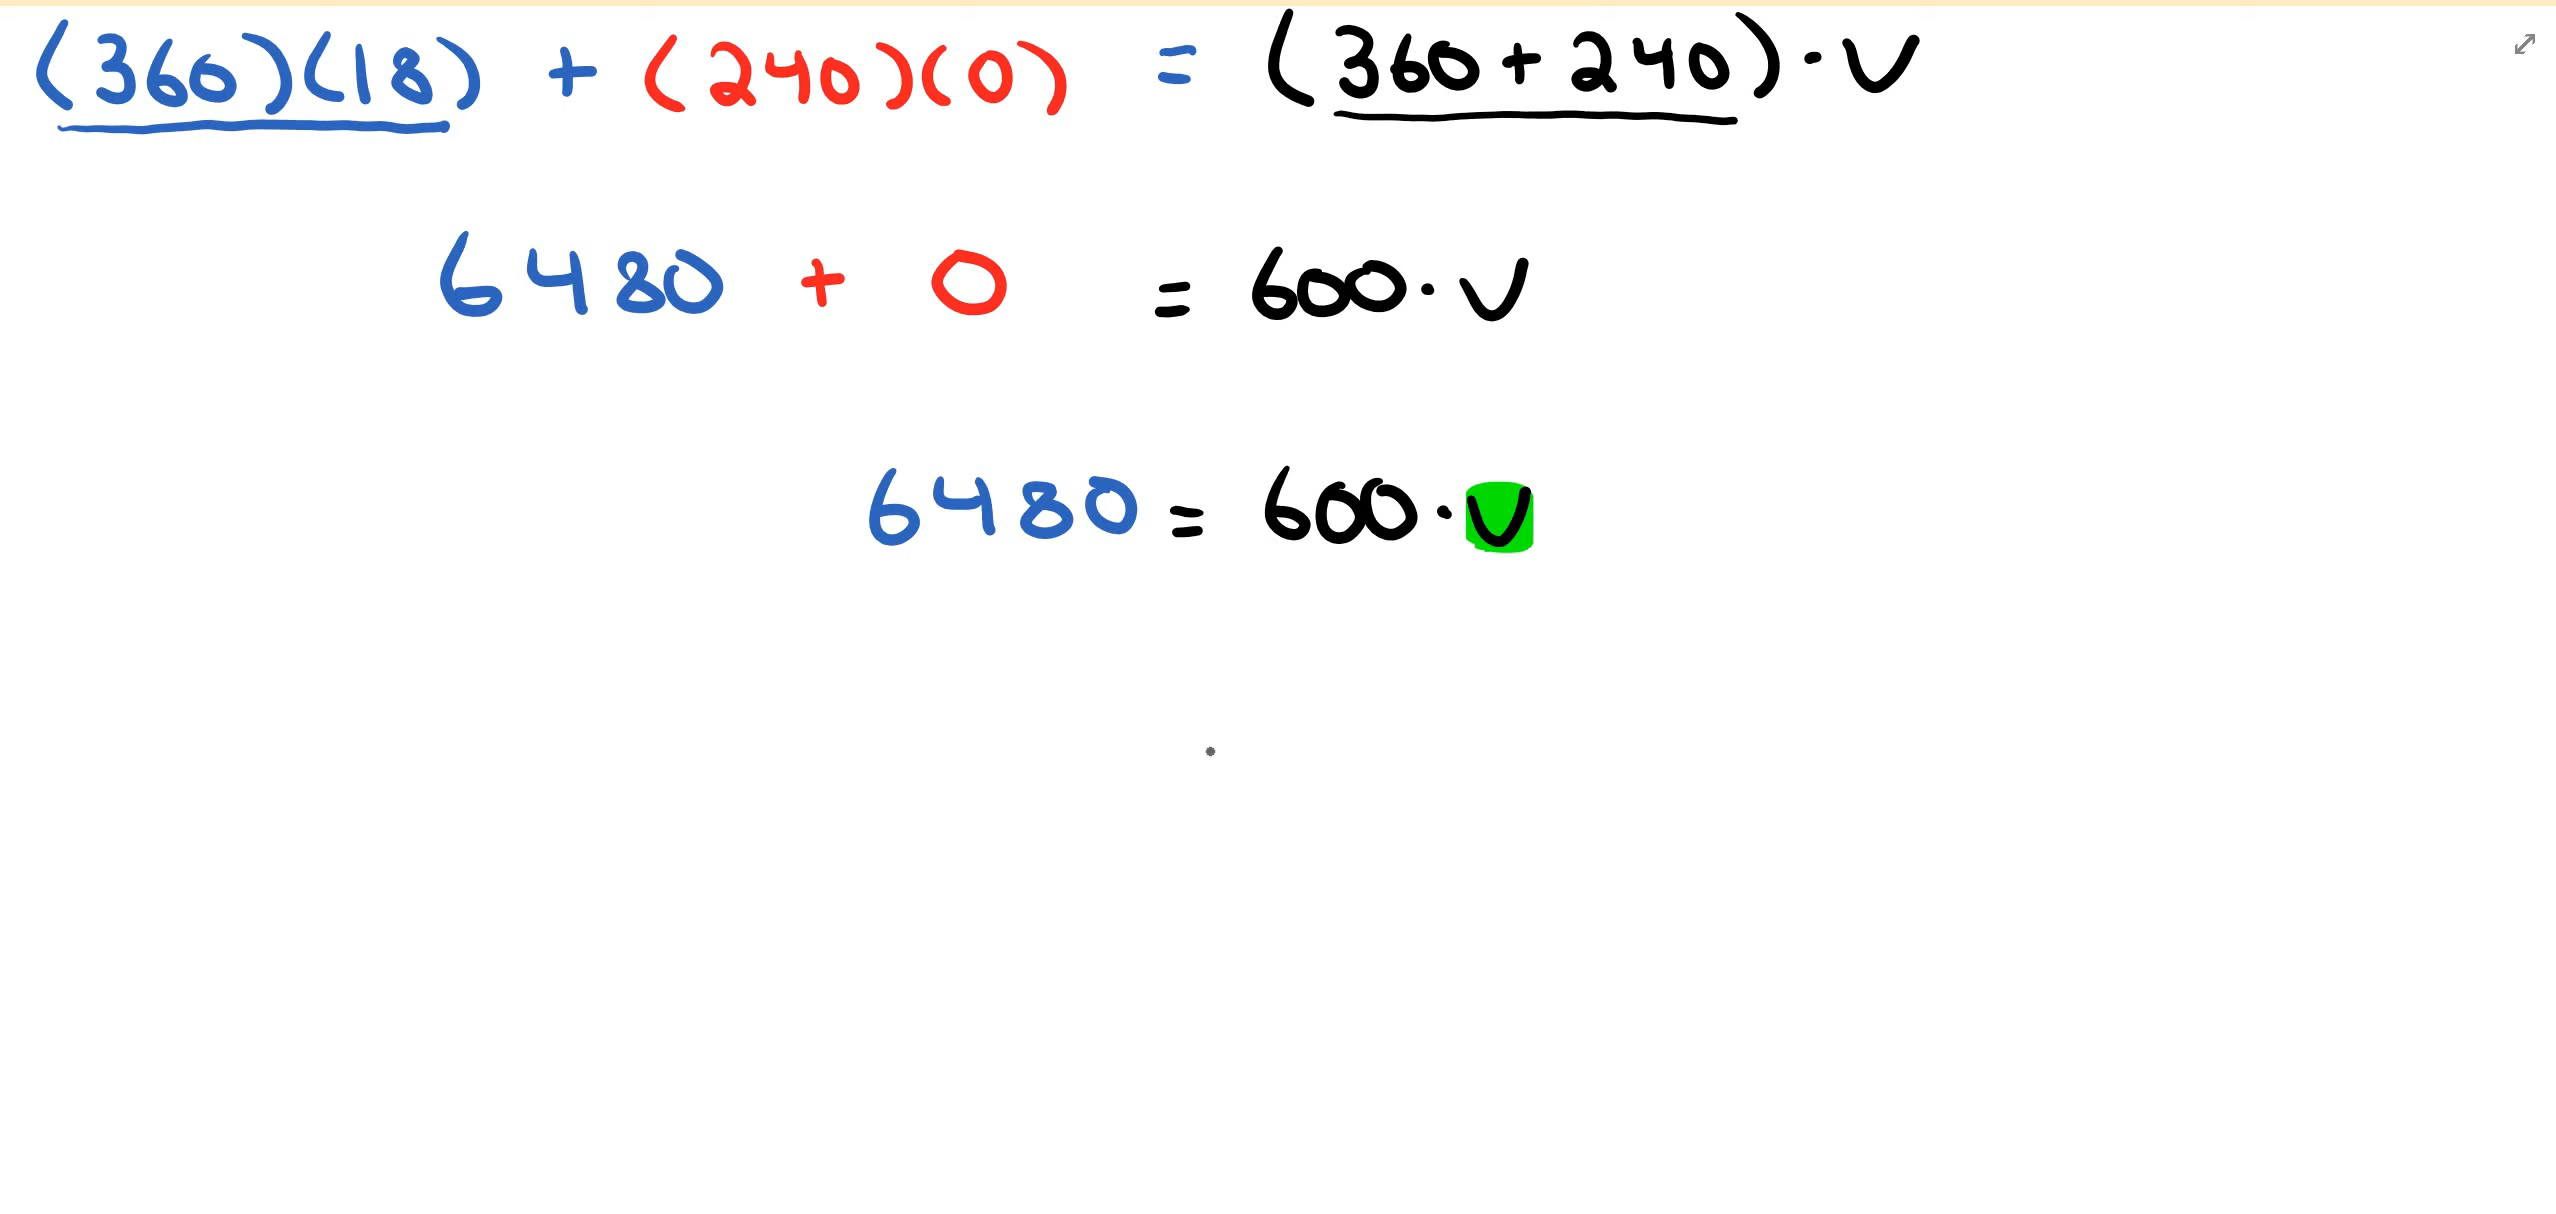 (360)(18) + (240)(0) = (360+240)·V
6480 + 0 = 600·V
6480 = 600·V